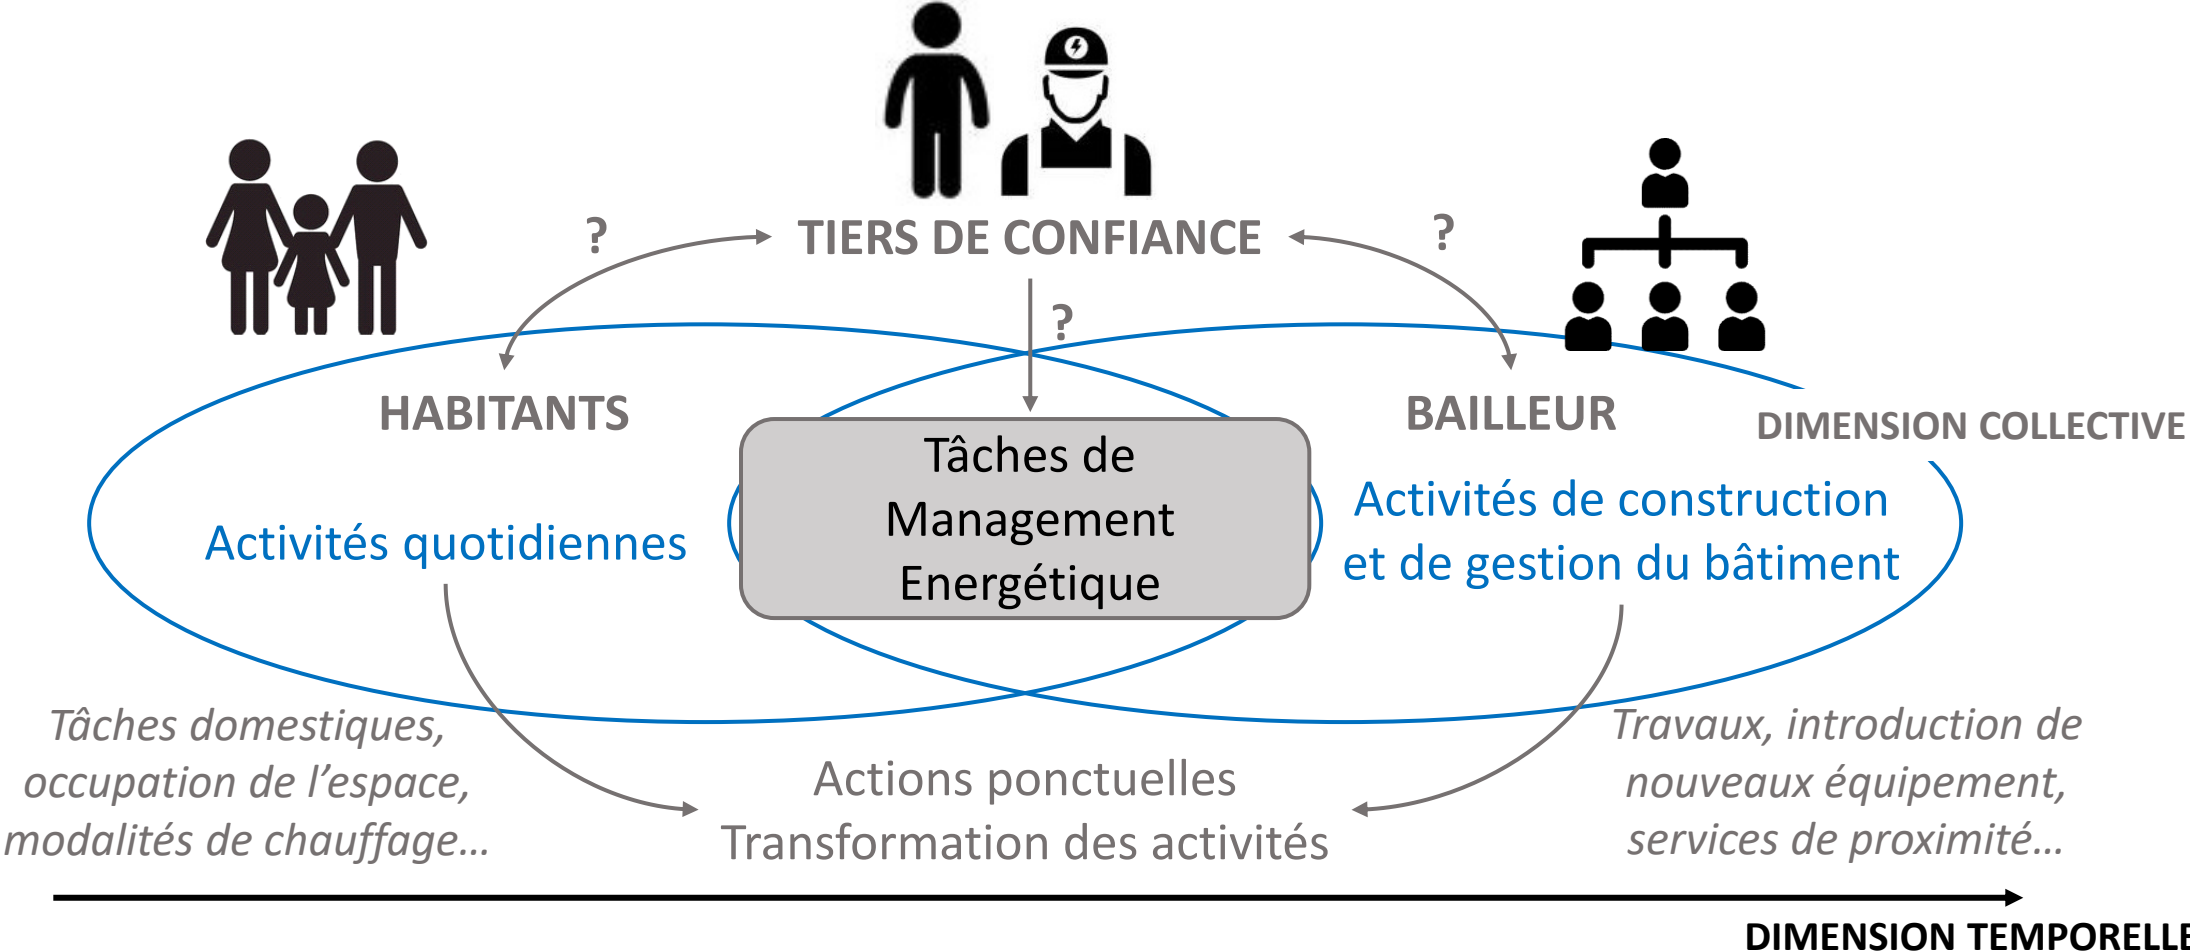 ?
TIERS DE CONFIANCE
?
?
HABITANTS
BAILLEUR
DIMENSION COLLECTIVE
Tâches de
Management
Energétique
Activités quotidiennes
Activités de construction
et de gestion du bâtiment
Tâches domestiques,
occupation de l’espace,
modalités de chauffage...
Actions ponctuelles
Transformation des activités
Travaux, introduction de
nouveaux équipement,
services de proximité...
DIMENSION TEMPORELLE